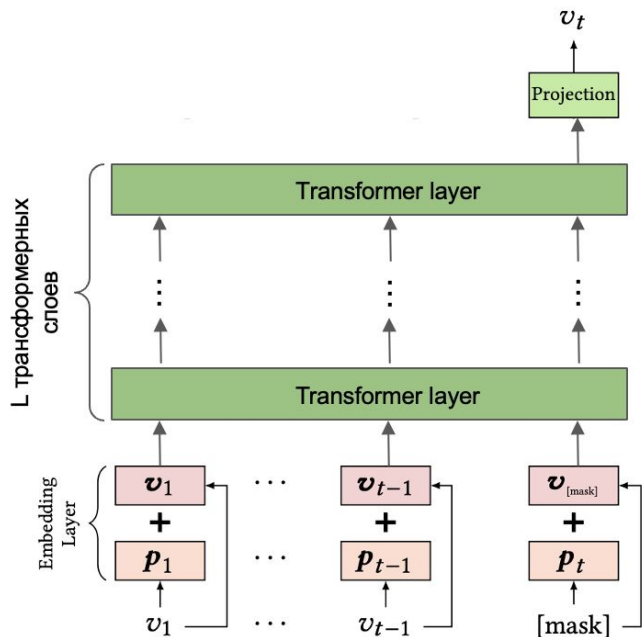 v_t
Projection
Transformer layer
L трансформерных слоев
⋮ ⋮ ⋮
Transformer layer
Embedding Layer
v_1 ... v_{t-1} v_{[mask]}
+ + +
p_1 ... p_{t-1} p_t
v_1 ... v_{t-1} [mask]